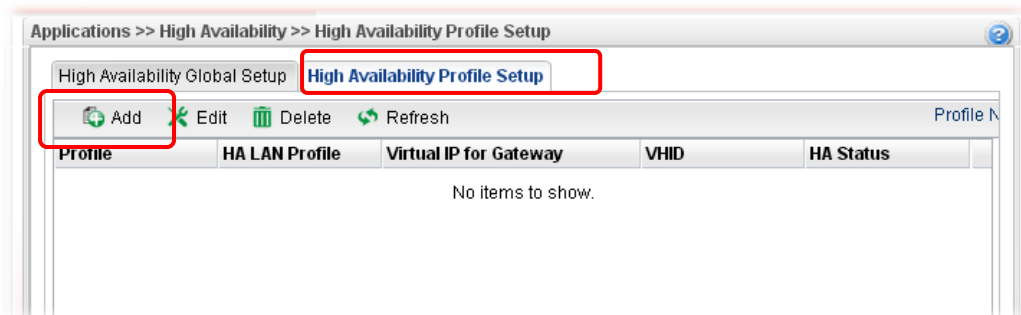 Applications >> High Availability >> High Availability Profile Setup
High Availability Global Setup High Availability Profile Setup
Add Edit Delete Refresh Profile N
Profile HA LAN Profile Virtual IP for Gateway VHID HA Status
No items to show.